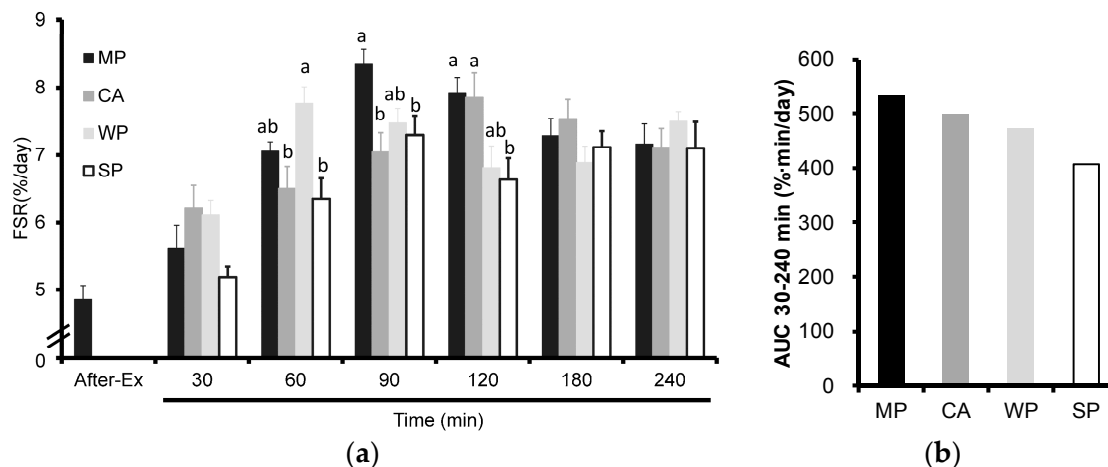 9
8
7
6
5
0
FSR(%/day)
MP
CA
WP
SP
ab
b
a
b
a
b
ab
b
a
a
ab
b
After-Ex
30
60
90
120
180
240
Time (min)
(a)
600
500
400
300
200
100
0
AUC 30-240 min (%·min/day)
MP
CA
WP
SP
(b)